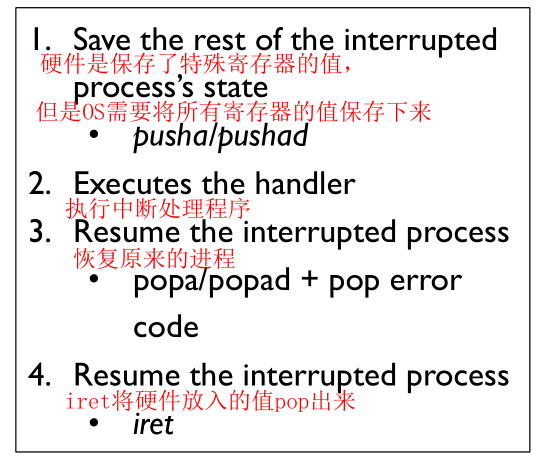 1. Save the rest of the interrupted
硬件是保存了特殊寄存器的值，
process's state
但是OS需要将所有寄存器的值保存下来
• pusha/pushad
2. Executes the handler
执行中断处理程序
3. Resume the interrupted process
恢复原来的进程
• popa/popad + pop error
code
4. Resume the interrupted process
iret将硬件放入的值pop出来
• iret